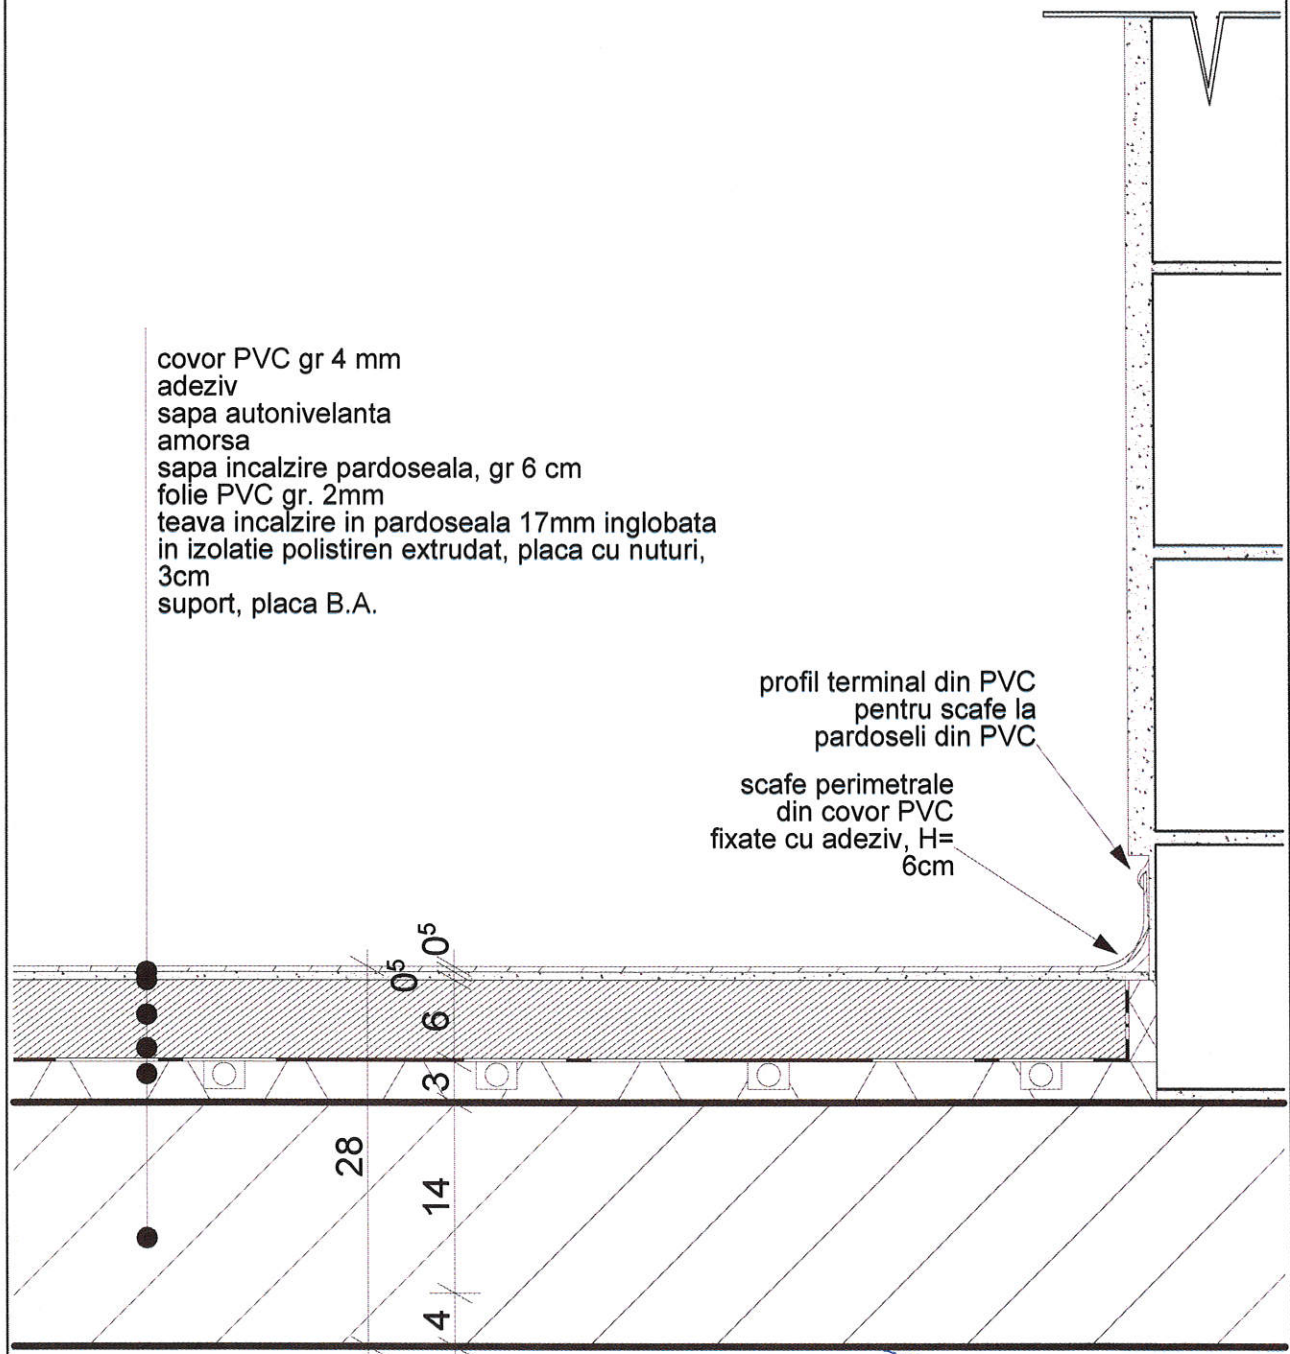 covor PVC gr 4 mm
adeziv
sapa autonivelanta
amorsa
sapa incalzire pardoseala, gr 6 cm
folie PVC gr. 2mm
teava incalzire in pardoseala 17mm inglobata
in izolatie polistiren extrudat, placa cu nuturi,
3cm
suport, placa B.A.
profil terminal din PVC
pentru scafe la
pardoseli din PVC
scafe perimetrale
din covor PVC
fixate cu adeziv, H=
6cm
0⁵
0⁵
6
3
28
14
4